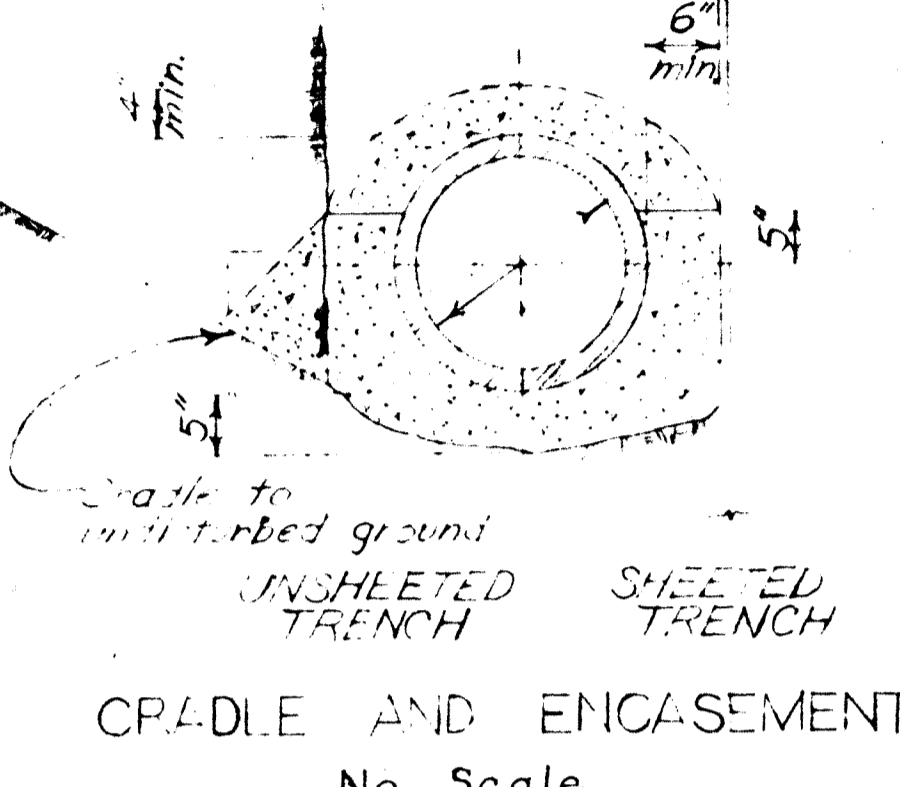 6"
min.
4"
min.
5"
5"
Cradle to
undisturbed ground
UNSHEETED
TRENCH
SHEETED
TRENCH
CRADLE AND ENCASEMENT
No Scale